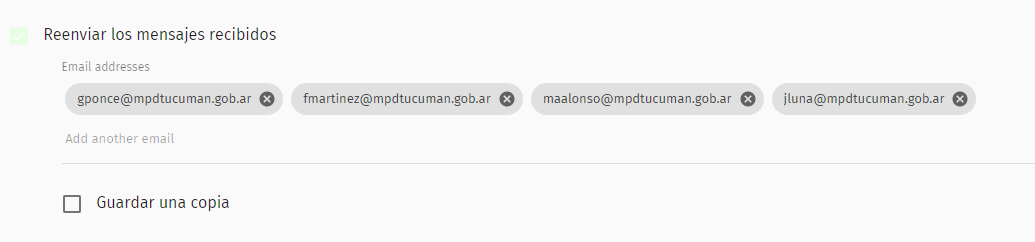 Reenviar los mensajes recibidos
Email addresses
gponce@mpdtucuman.gob.ar fmartinez@mpdtucuman.gob.ar maalonso@mpdtucuman.gob.ar jluna@mpdtucuman.gob.ar
Add another email
Guardar una copia